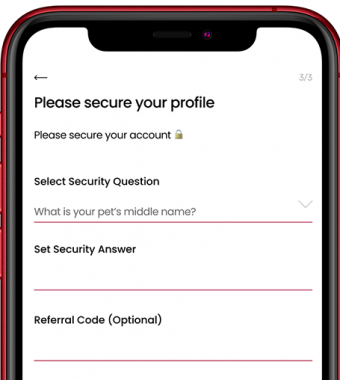 3/3
Please secure your profile
Please secure your account 🔒
Select Security Question
What is your pet's middle name?
Set Security Answer
Referral Code (Optional)